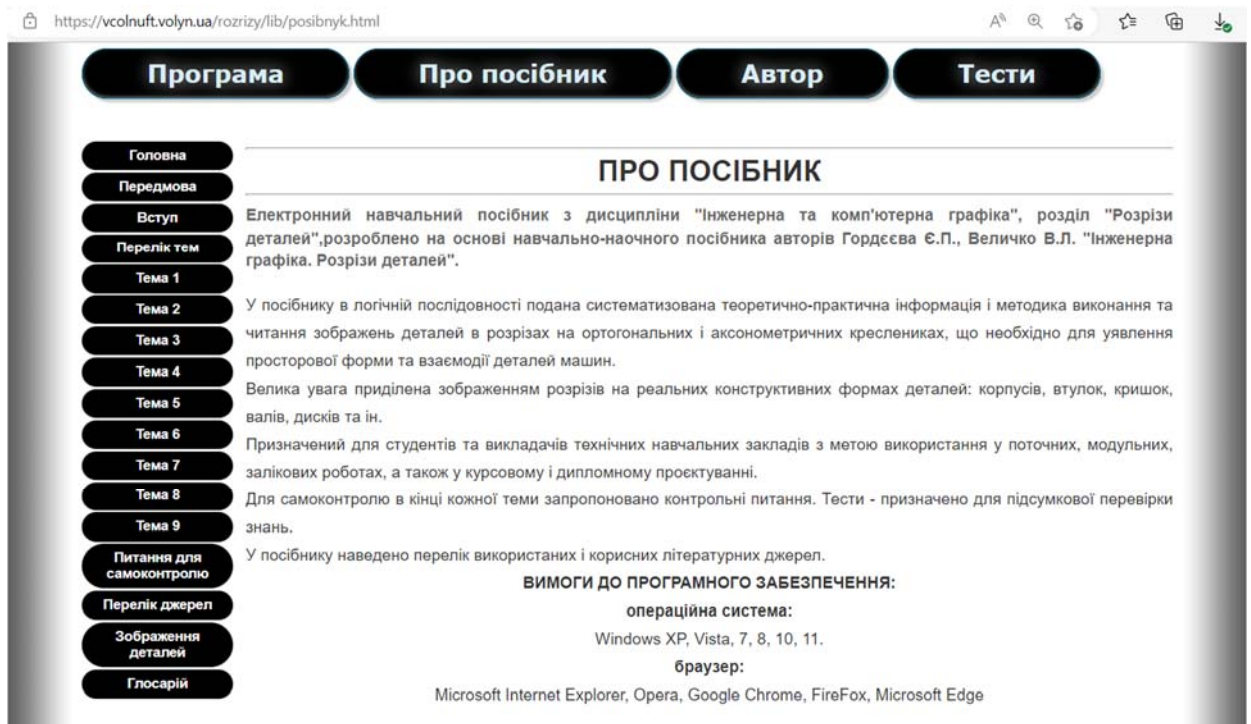 https://vcolnuft.volyn.ua/rozrizy/lib/posibnyk.html
Програма
Про посібник
Автор
Тести
Головна
Передмова
Вступ
Перелік тем
Тема 1
Тема 2
Тема 3
Тема 4
Тема 5
Тема 6
Тема 7
Тема 8
Тема 9
Питання для
самоконтролю
Перелік джерел
Зображення
деталей
Глосарій
ПРО ПОСІБНИК
Електронний навчальний посібник з дисципліни "Інженерна та комп'ютерна графіка", розділ "Розрізи
деталей",розроблено на основі навчально-наочного посібника авторів Гордєєва Є.П., Величко В.Л. "Інженерна
графіка. Розрізи деталей".
У посібнику в логічній послідовності подана систематизована теоретично-практична інформація і методика виконання та
читання зображень деталей в розрізах на ортогональних і аксонометричних креслениках, що необхідно для уявлення
просторової форми та взаємодії деталей машин.
Велика увага приділена зображенням розрізів на реальних конструктивних формах деталей: корпусів, втулок, кришок,
валів, дисків та ін.
Призначений для студентів та викладачів технічних навчальних закладів з метою використання у поточних, модульних,
залікових роботах, а також у курсовому і дипломному проєктуванні.
Для самоконтролю в кінці кожної теми запропоновано контрольні питання. Тести - призначено для підсумкової перевірки
знань.
У посібнику наведено перелік використаних і корисних літературних джерел.
ВИМОГИ ДО ПРОГРАМНОГО ЗАБЕЗПЕЧЕННЯ:
операційна система:
Windows XP, Vista, 7, 8, 10, 11.
браузер:
Microsoft Internet Explorer, Opera, Google Chrome, FireFox, Microsoft Edge